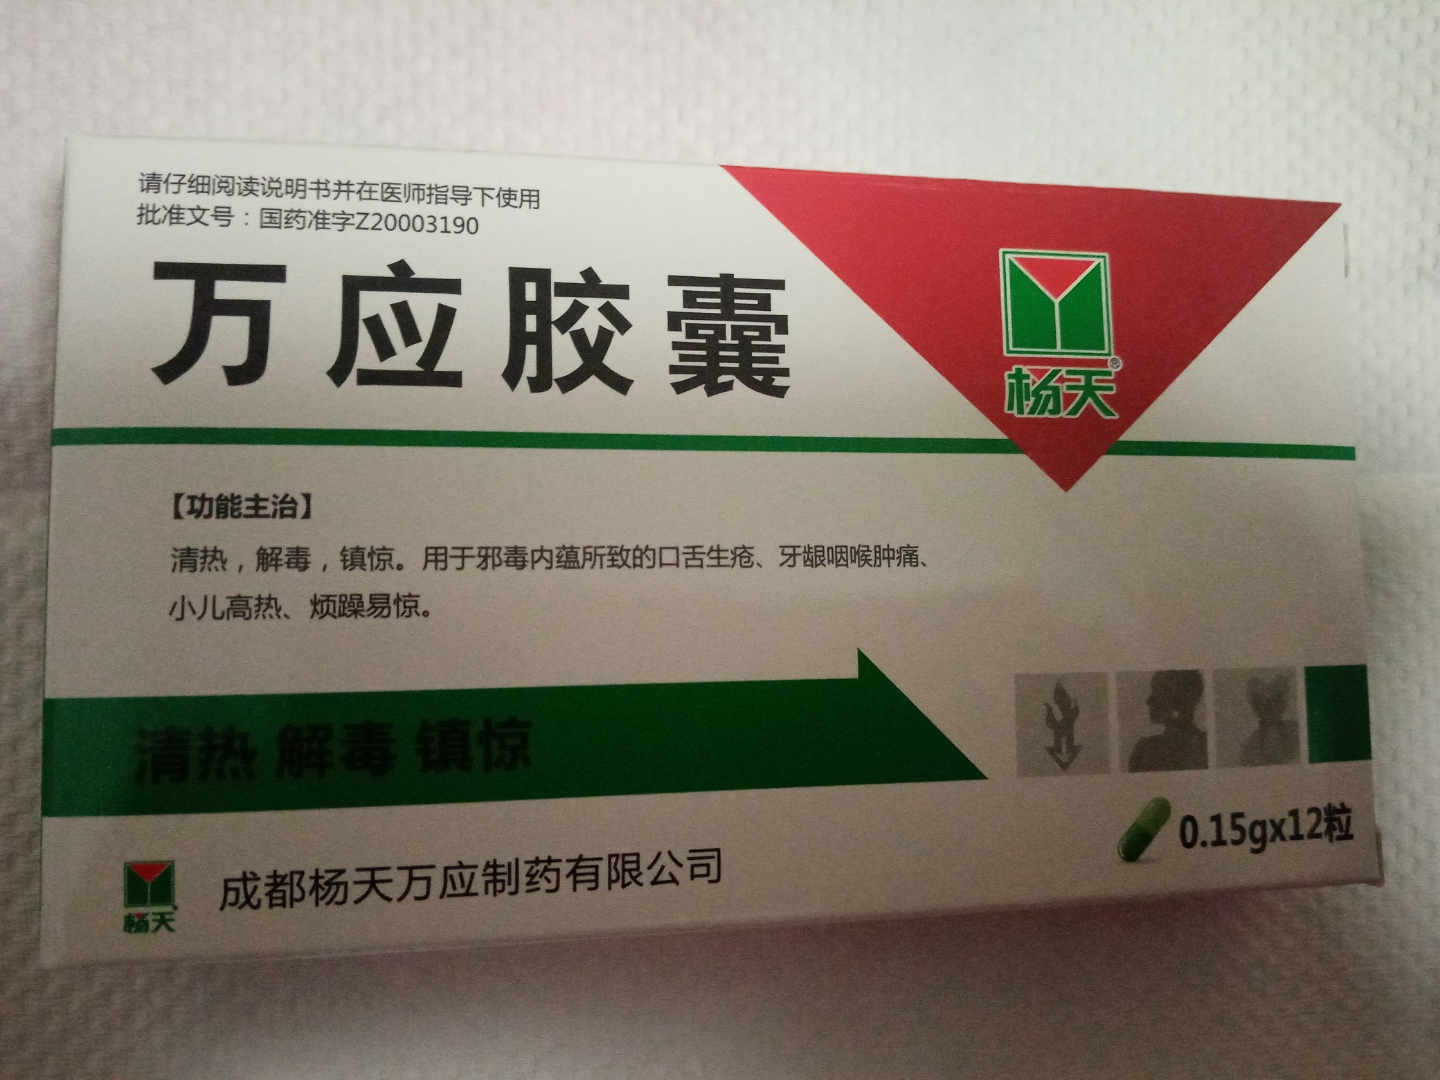 请仔细阅读说明书并在医师指导下使用
批准文号：国药准字Z20003190
万应胶囊
杨天®
【功能主治】
清热，解毒，镇惊。用于邪毒内蕴所致的口舌生疮、牙龈咽喉肿痛、
小儿高热、烦躁易惊。
清热 解毒 镇惊
0.15gx12粒
杨天
成都杨天万应制药有限公司